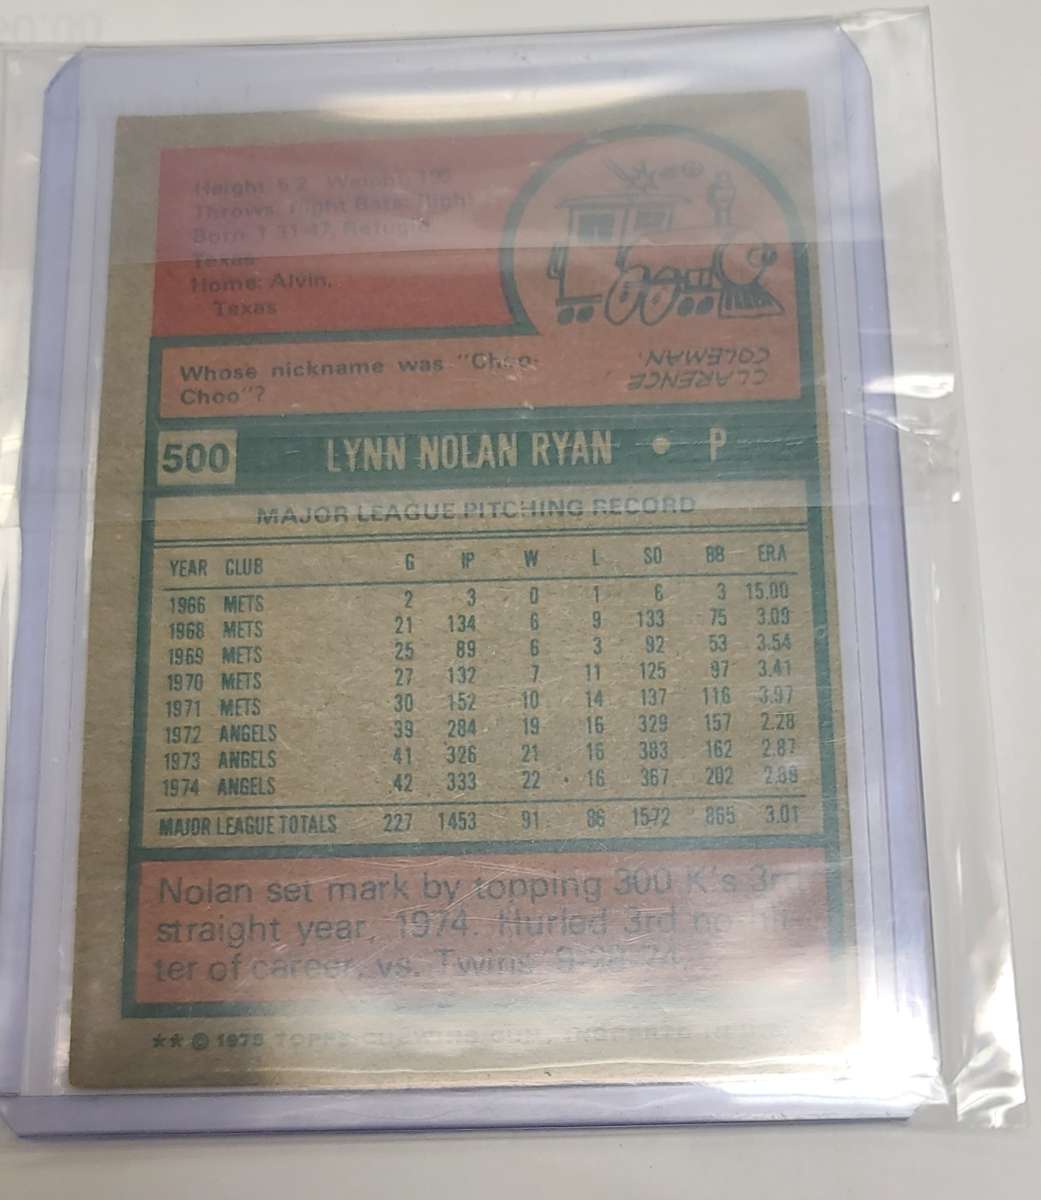 Height: 6'2 Weight: 195
Throws: Right Bats: Right
Born: 1-31-47, Refugio
Texas
Home: Alvin,
Texas
Whose nickname was "Choo-
Choo"?
CLARENCE
COLEMAN.
500 LYNN NOLAN RYAN • P
MAJOR LEAGUE PITCHING RECORD
YEAR CLUB G IP W L SO BB ERA
1966 METS 2 3 0 1 6 3 15.00
1968 METS 21 134 6 9 133 75 3.09
1969 METS 25 89 6 3 92 53 3.54
1970 METS 27 132 7 11 125 97 3.41
1971 METS 30 152 10 14 137 116 3.97
1972 ANGELS 39 284 19 16 329 157 2.28
1973 ANGELS 41 326 21 16 383 162 2.87
1974 ANGELS 42 333 22 16 367 202 2.89
MAJOR LEAGUE TOTALS 227 1453 91 86 1572 865 3.01
Nolan set mark by topping 300 K's 3rd
straight year, 1974. Hurled 3rd no-hit-
ter of career, vs. Twins 9-28-74.
** © 1975 TOPPS CHEWING GUM,